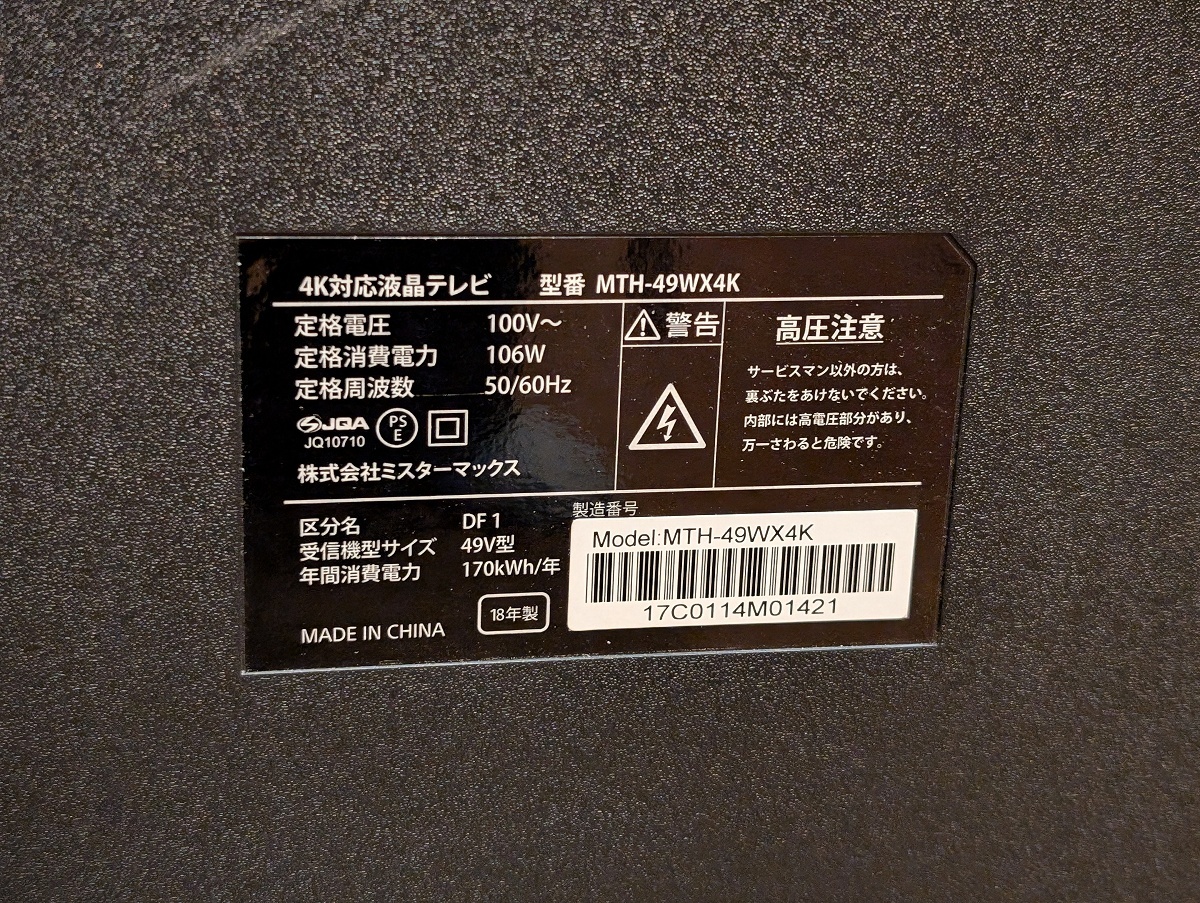 4K対応液晶テレビ 型番 MTH-49WX4K
定格電圧 100V～
定格消費電力 106W
定格周波数 50/60Hz
JQA
JQ10710
PS
E
株式会社ミスターマックス
警告
高圧注意
サービスマン以外の方は、
裏ぶたをあけないでください。
内部には高電圧部分があり、
万一さわると危険です。
区分名 DF1
受信機型サイズ 49V型
年間消費電力 170kWh/年
18年製
MADE IN CHINA
製造番号
Model:MTH-49WX4K
17C0114M01421